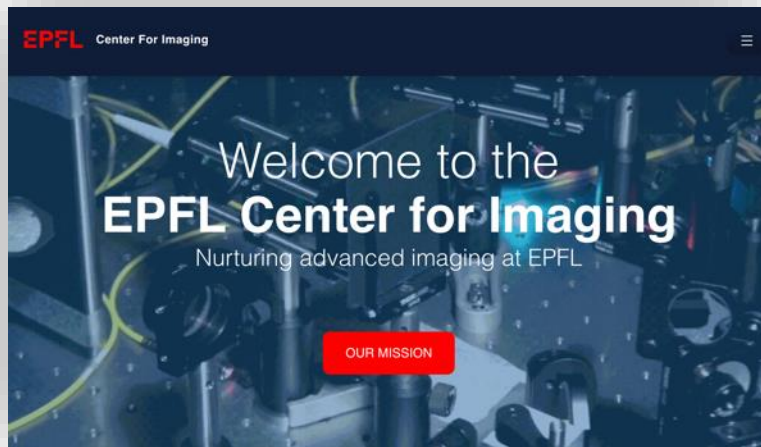 EPFL Center For Imaging
Welcome to the
EPFL Center for Imaging
Nurturing advanced imaging at EPFL
OUR MISSION